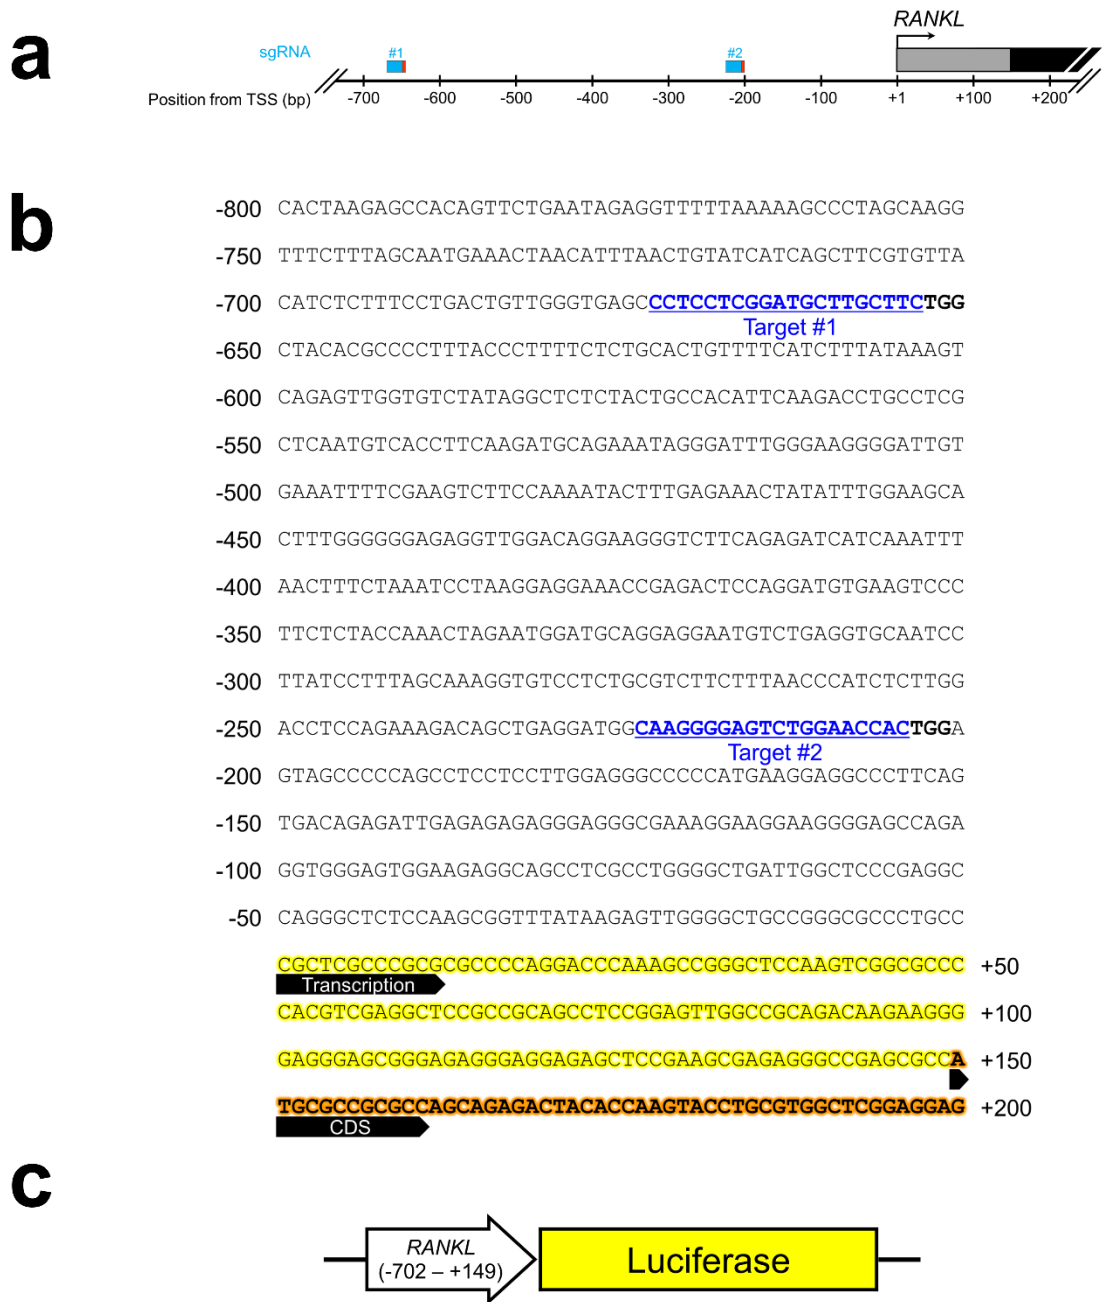 a
RANKL
sgRNA
#1
#2
Position from TSS (bp)
-700 -600 -500 -400 -300 -200 -100 +1 +100 +200
b
-800 CACTAAGAGCCACAGTTCTGAATAGAGGTTTTTAAAAAGCCCTAGCAAGG
-750 TTTCTTTAGCAATGAAACTAACATTTAACTGTATCATCAGCTTCGTGTTA
-700 CATCTCTTTCCTGACTGTTGGGTGAGCCCTCCTCGGATGCTTGCTTCTGG
Target #1
-650 CTACACGCCCCTTTACCCTTTTCTCTGCACTGTTTTCATCTTTATAAAGT
-600 CAGAGTTGGTGTCTATAGGCTCTCTACTGCCACATTCAAGACCTGCCTCG
-550 CTCAATGTCACCTTCAAGATGCAGAAATAGGGATTTGGGAAGGGGATTGT
-500 GAAATTTTCGAAGTCTTCCAAAATACTTTGAGAAACTATATTTGGAAGCA
-450 CTTTGGGGGGAGAGGTTGGACAGGAAGGGTCTTCAGAGATCATCAAATTT
-400 AACTTTCTAAATCCTAAGGAGGAAACCGAGACTCCAGGATGTGAAGTCCC
-350 TTCTCTACCAAACTAGAATGGATGCAGGAGGAATGTCTGAGGTGCAATCC
-300 TTATCCTTTAGCAAAGGTGTCCTCTGCGTCTTCTTTAACCCATCTCTTGG
-250 ACCTCCAGAAAGACAGCTGAGGATGGCAAGGGGAGTCTGGAACCACTGGA
Target #2
-200 GTAGCCCCCAGCCTCCTCCTTGGAGGGCCCCCATGAAGGAGGCCCTTCAG
-150 TGACAGAGATTGAGAGAGAGGGAGGGCGAAAGGAAGGAAGGGGAGCCAGA
-100 GGTGGGAGTGGAAGAGGCAGCCTCGCCTGGGGCTGATTGGCTCCCGAGGC
-50 CAGGGCTCTCCAAGCGGTTTATAAGAGTTGGGGCTGCCGGGCGCCCTGCC
CGCTCGCCCGCGCGCCCCAGGACCCAAAGCCGGGCTCCAAGTCGGCGCCC +50
Transcription
CACGTCGAGGCTCCGCCGCAGCCTCCGGAGTTGGCCGCAGACAAGAAGGG +100
GAGGGAGCGGGAGAGGGAGGAGAGCTCCGAAGCGAGAGGGCCGAGCGCCA +150
TGCGCCGCGCCAGCAGAGACTACACCAAGTACCTGCGTGGCTCGGAGGAG +200
CDS
c
RANKL
(-702 – +149)
Luciferase